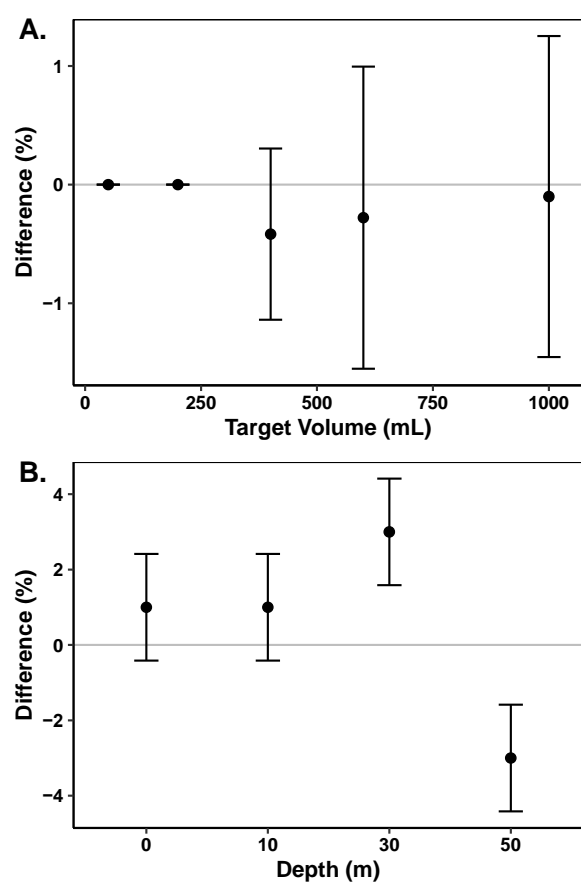 A.
1
0
−1
Difference (%)
0 250 500 750 1000
Target Volume (mL)
B.
4
2
0
−2
−4
Difference (%)
0 10 30 50
Depth (m)